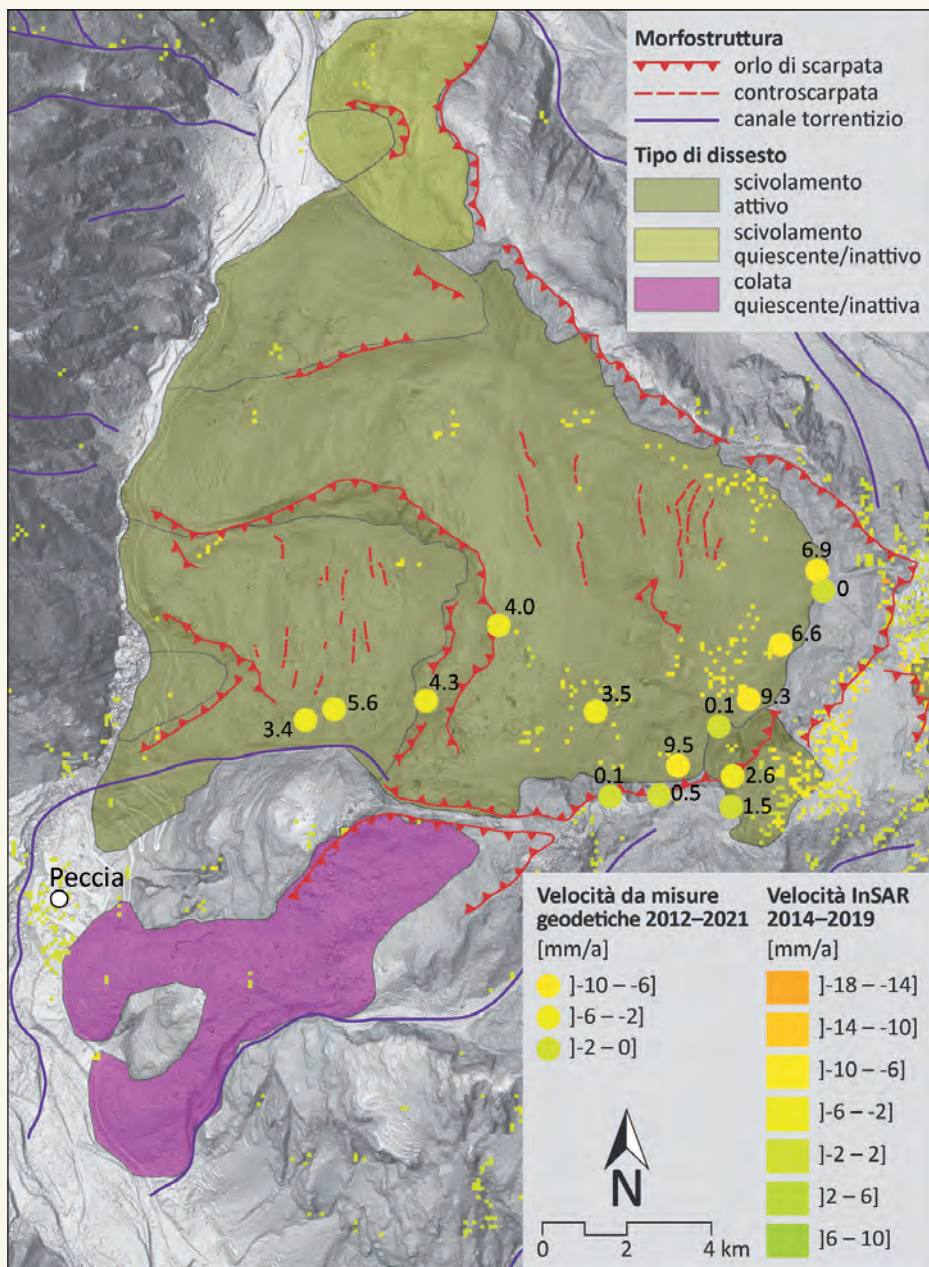 Morfostruttura
orlo di scarpata
controscarpata
canale torrentizio
Tipo di dissesto
scivolamento
attivo
scivolamento
quiescente/inattivo
colata
quiescente/inattiva
6.9
0
4.0
6.6
4.3
3.5
9.3
5.6
3.4
0.1
9.5
2.6
0.1
0.5
1.5
Peccia
Velocità da misure
geodetiche 2012–2021
[mm/a]
]-10 – -6]
]-6 – -2]
]-2 – 0]
N
0 2 4 km
Velocità InSAR
2014–2019
[mm/a]
]-18 – -14]
]-14 – -10]
]-10 – -6]
]-6 – -2]
]-2 – 2]
]2 – 6]
]6 – 10]